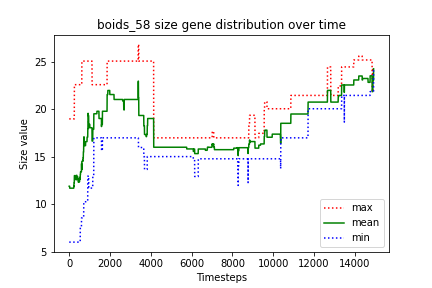 boids_58 size gene distribution over time
Size value
25
20
15
10
5
0
2000
4000
6000
8000
10000
12000
14000
Timesteps
max
mean
min